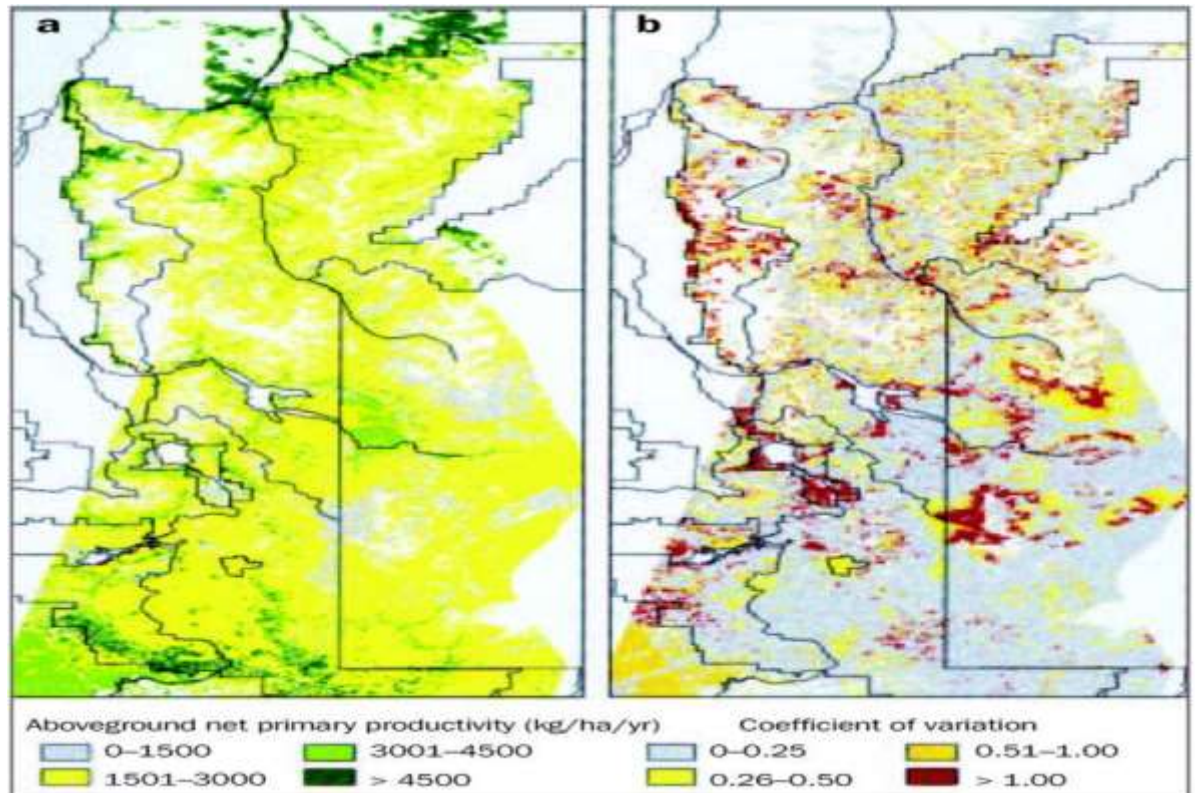 a
b
Aboveground net primary productivity (kg/ha/yr)
0–1500
3001–4500
1501–3000
> 4500
Coefficient of variation
0–0.25
0.51–1.00
0.26–0.50
> 1.00